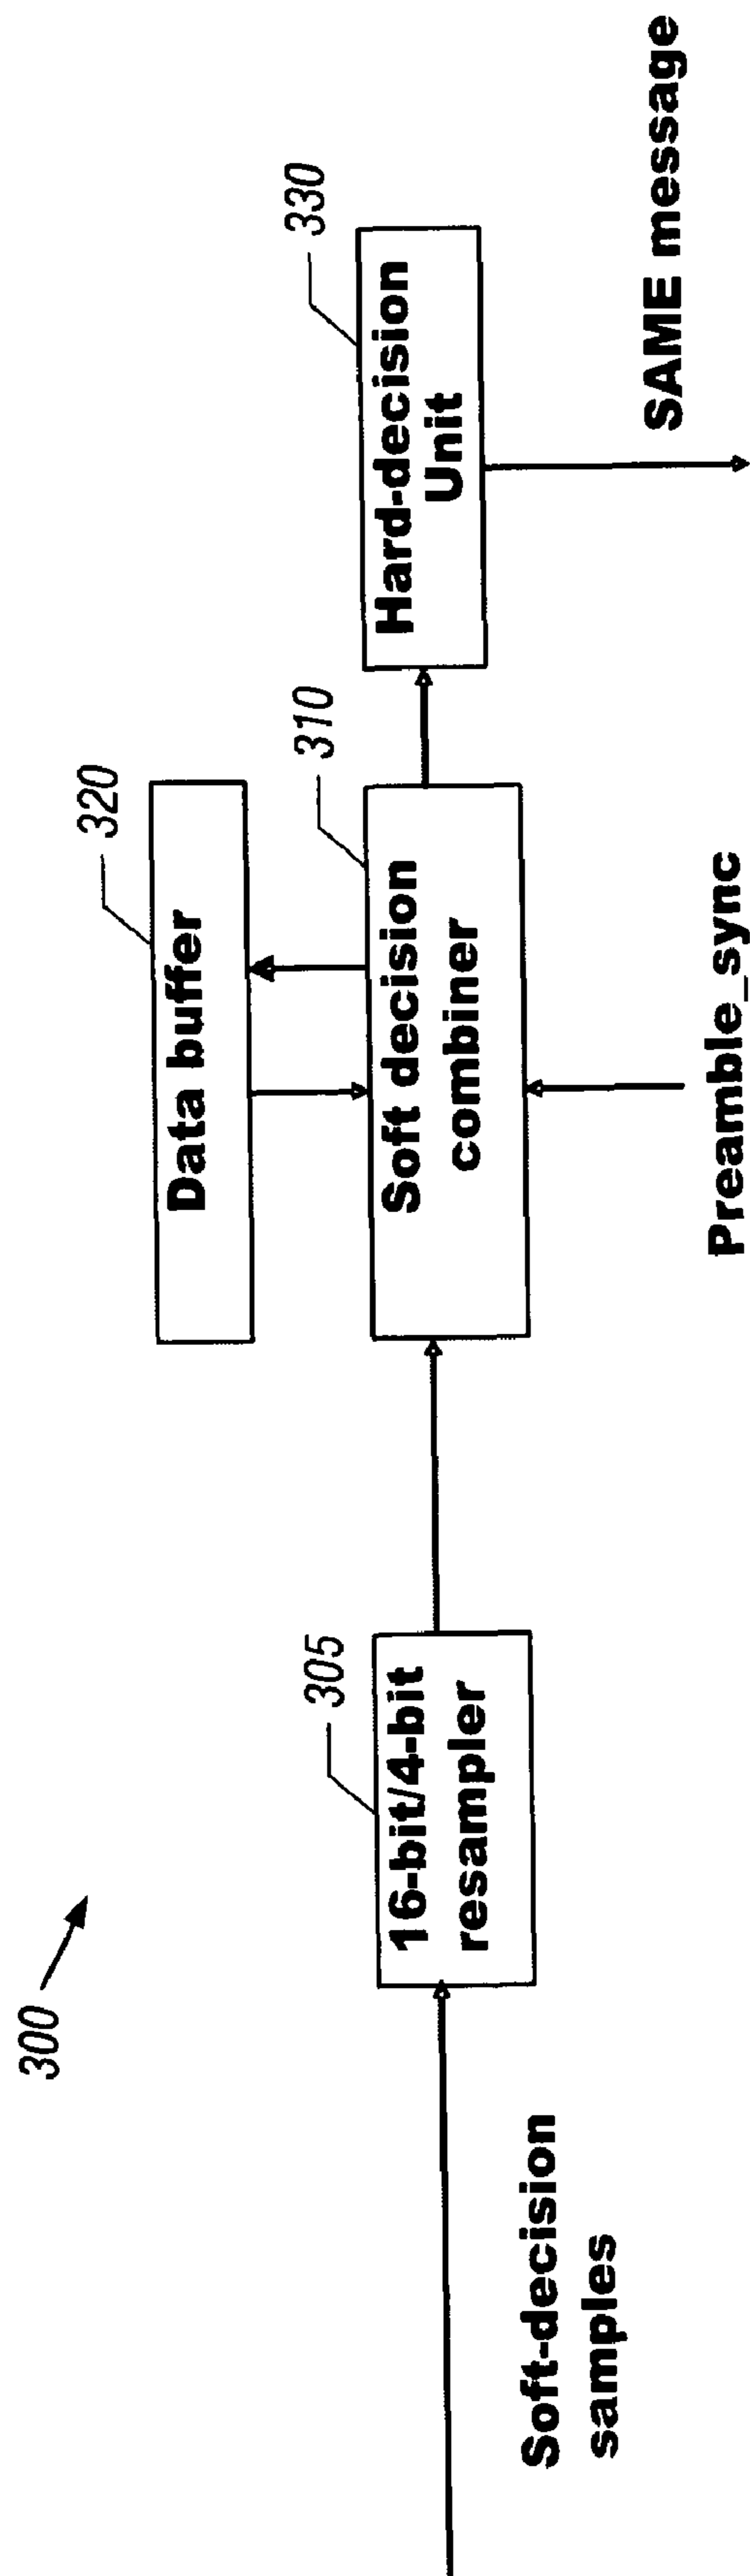 300
Soft-decision
samples
305
16-bit/4-bit
resampler
320
Data buffer
310
Soft decision
combiner
Preamble_sync
330
Hard-decision
Unit
SAME message